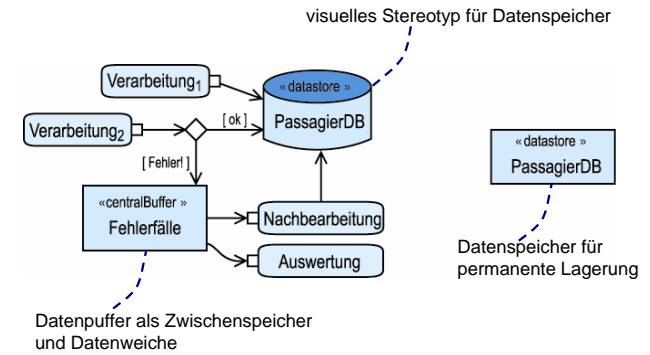 visuelles Stereotyp für Datenspeicher
Verarbeitung₁
« datastore »
PassagierDB
Verarbeitung₂
[ ok ]
[ Fehler! ]
«centralBuffer »
Fehlerfälle
Nachbearbeitung
Auswertung
« datastore »
PassagierDB
Datenspeicher für
permanente Lagerung
Datenpuffer als Zwischenspeicher
und Datenweiche